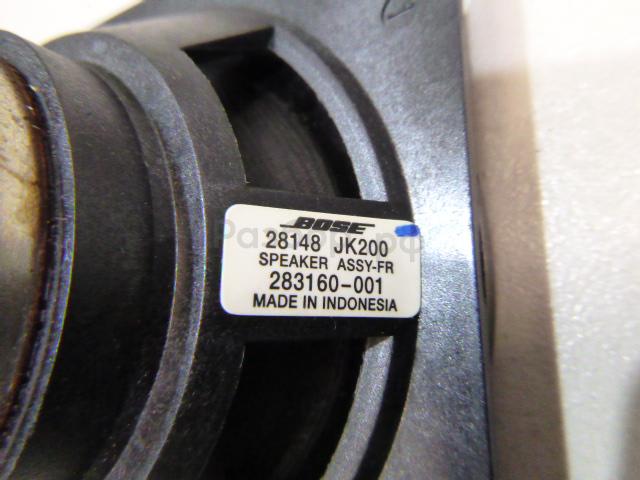 BOSE
28148 JK200
SPEAKER ASSY-FR
283160-001
MADE IN INDONESIA